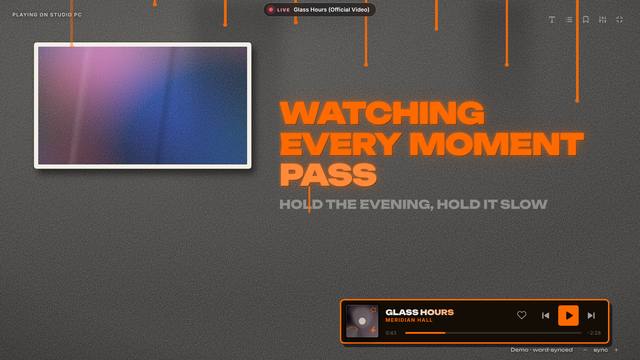 PLAYING ON STUDIO PC
LIVE Glass Hours (Official Video)
WATCHING
EVERY MOMENT
PASS
HOLD THE EVENING, HOLD IT SLOW
GLASS HOURS
MERIDIAN HALL
0:43
-2:28
Demo · word-synced
− sync +